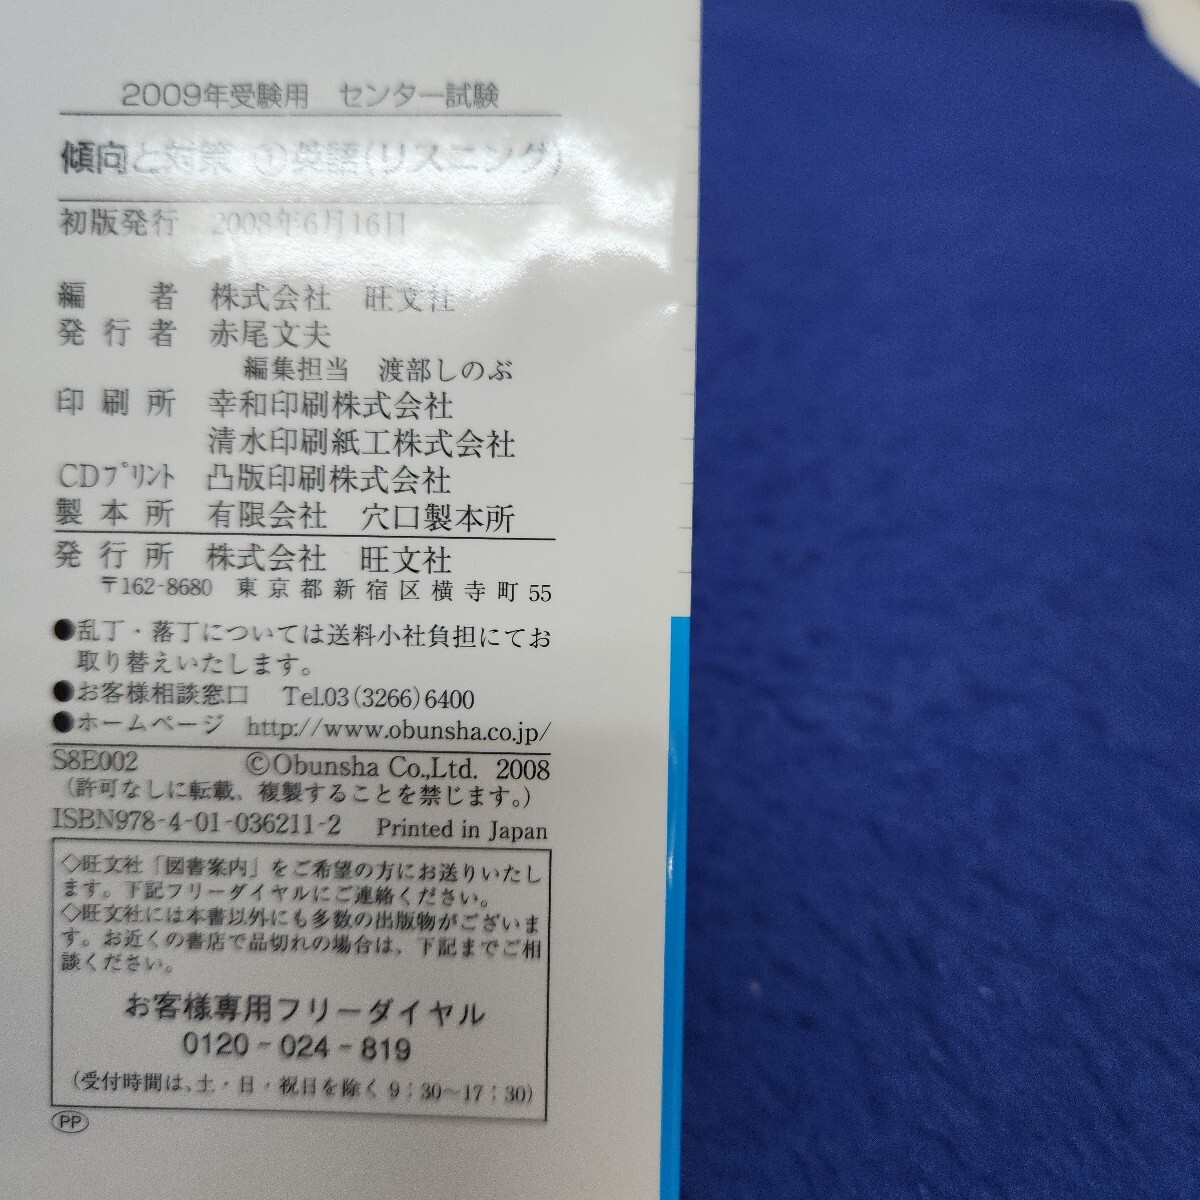 2009年受験用 センター試験
傾向と対策 ①英語(リスニング)
初版発行 2008年6月16日
編者 株式会社 旺文社
発行者 赤尾文夫
編集担当 渡部しのぶ
印刷所 幸和印刷株式会社
清水印刷紙工株式会社
CDプリント 凸版印刷株式会社
製本所 有限会社 穴口製本所
発行所 株式会社 旺文社
〒162-8680 東京都新宿区横寺町55
●乱丁・落丁については送料小社負担にてお
取り替えいたします。
●お客様相談窓口 Tel.03(3266)6400
●ホームページ http://www.obunsha.co.jp/
S8E002 ©Obunsha Co.,Ltd. 2008
(許可なしに転載、複製することを禁じます。)
ISBN978-4-01-036211-2 Printed in Japan
◇旺文社「図書案内」をご希望の方にお送りいたし
ます。下記フリーダイヤルにご連絡ください。
◇旺文社には本書以外にも多数の出版物がございま
す。お近くの書店で品切れの場合は、下記までご相
談ください。
お客様専用フリーダイヤル
0120-024-819
(受付時間は、土・日・祝日を除く 9:30～17:30)
PP